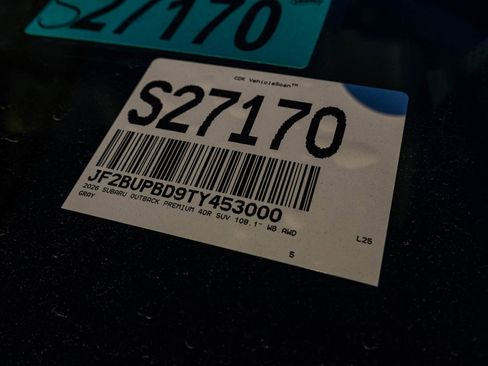 S27170
CDK VehicleScan™
S27170
JF2BUPBD9TY453000
2026 SUBARU OUTBACK PREMIUM 4DR SUV 108.1" WB AWD
GRAY
L25
5